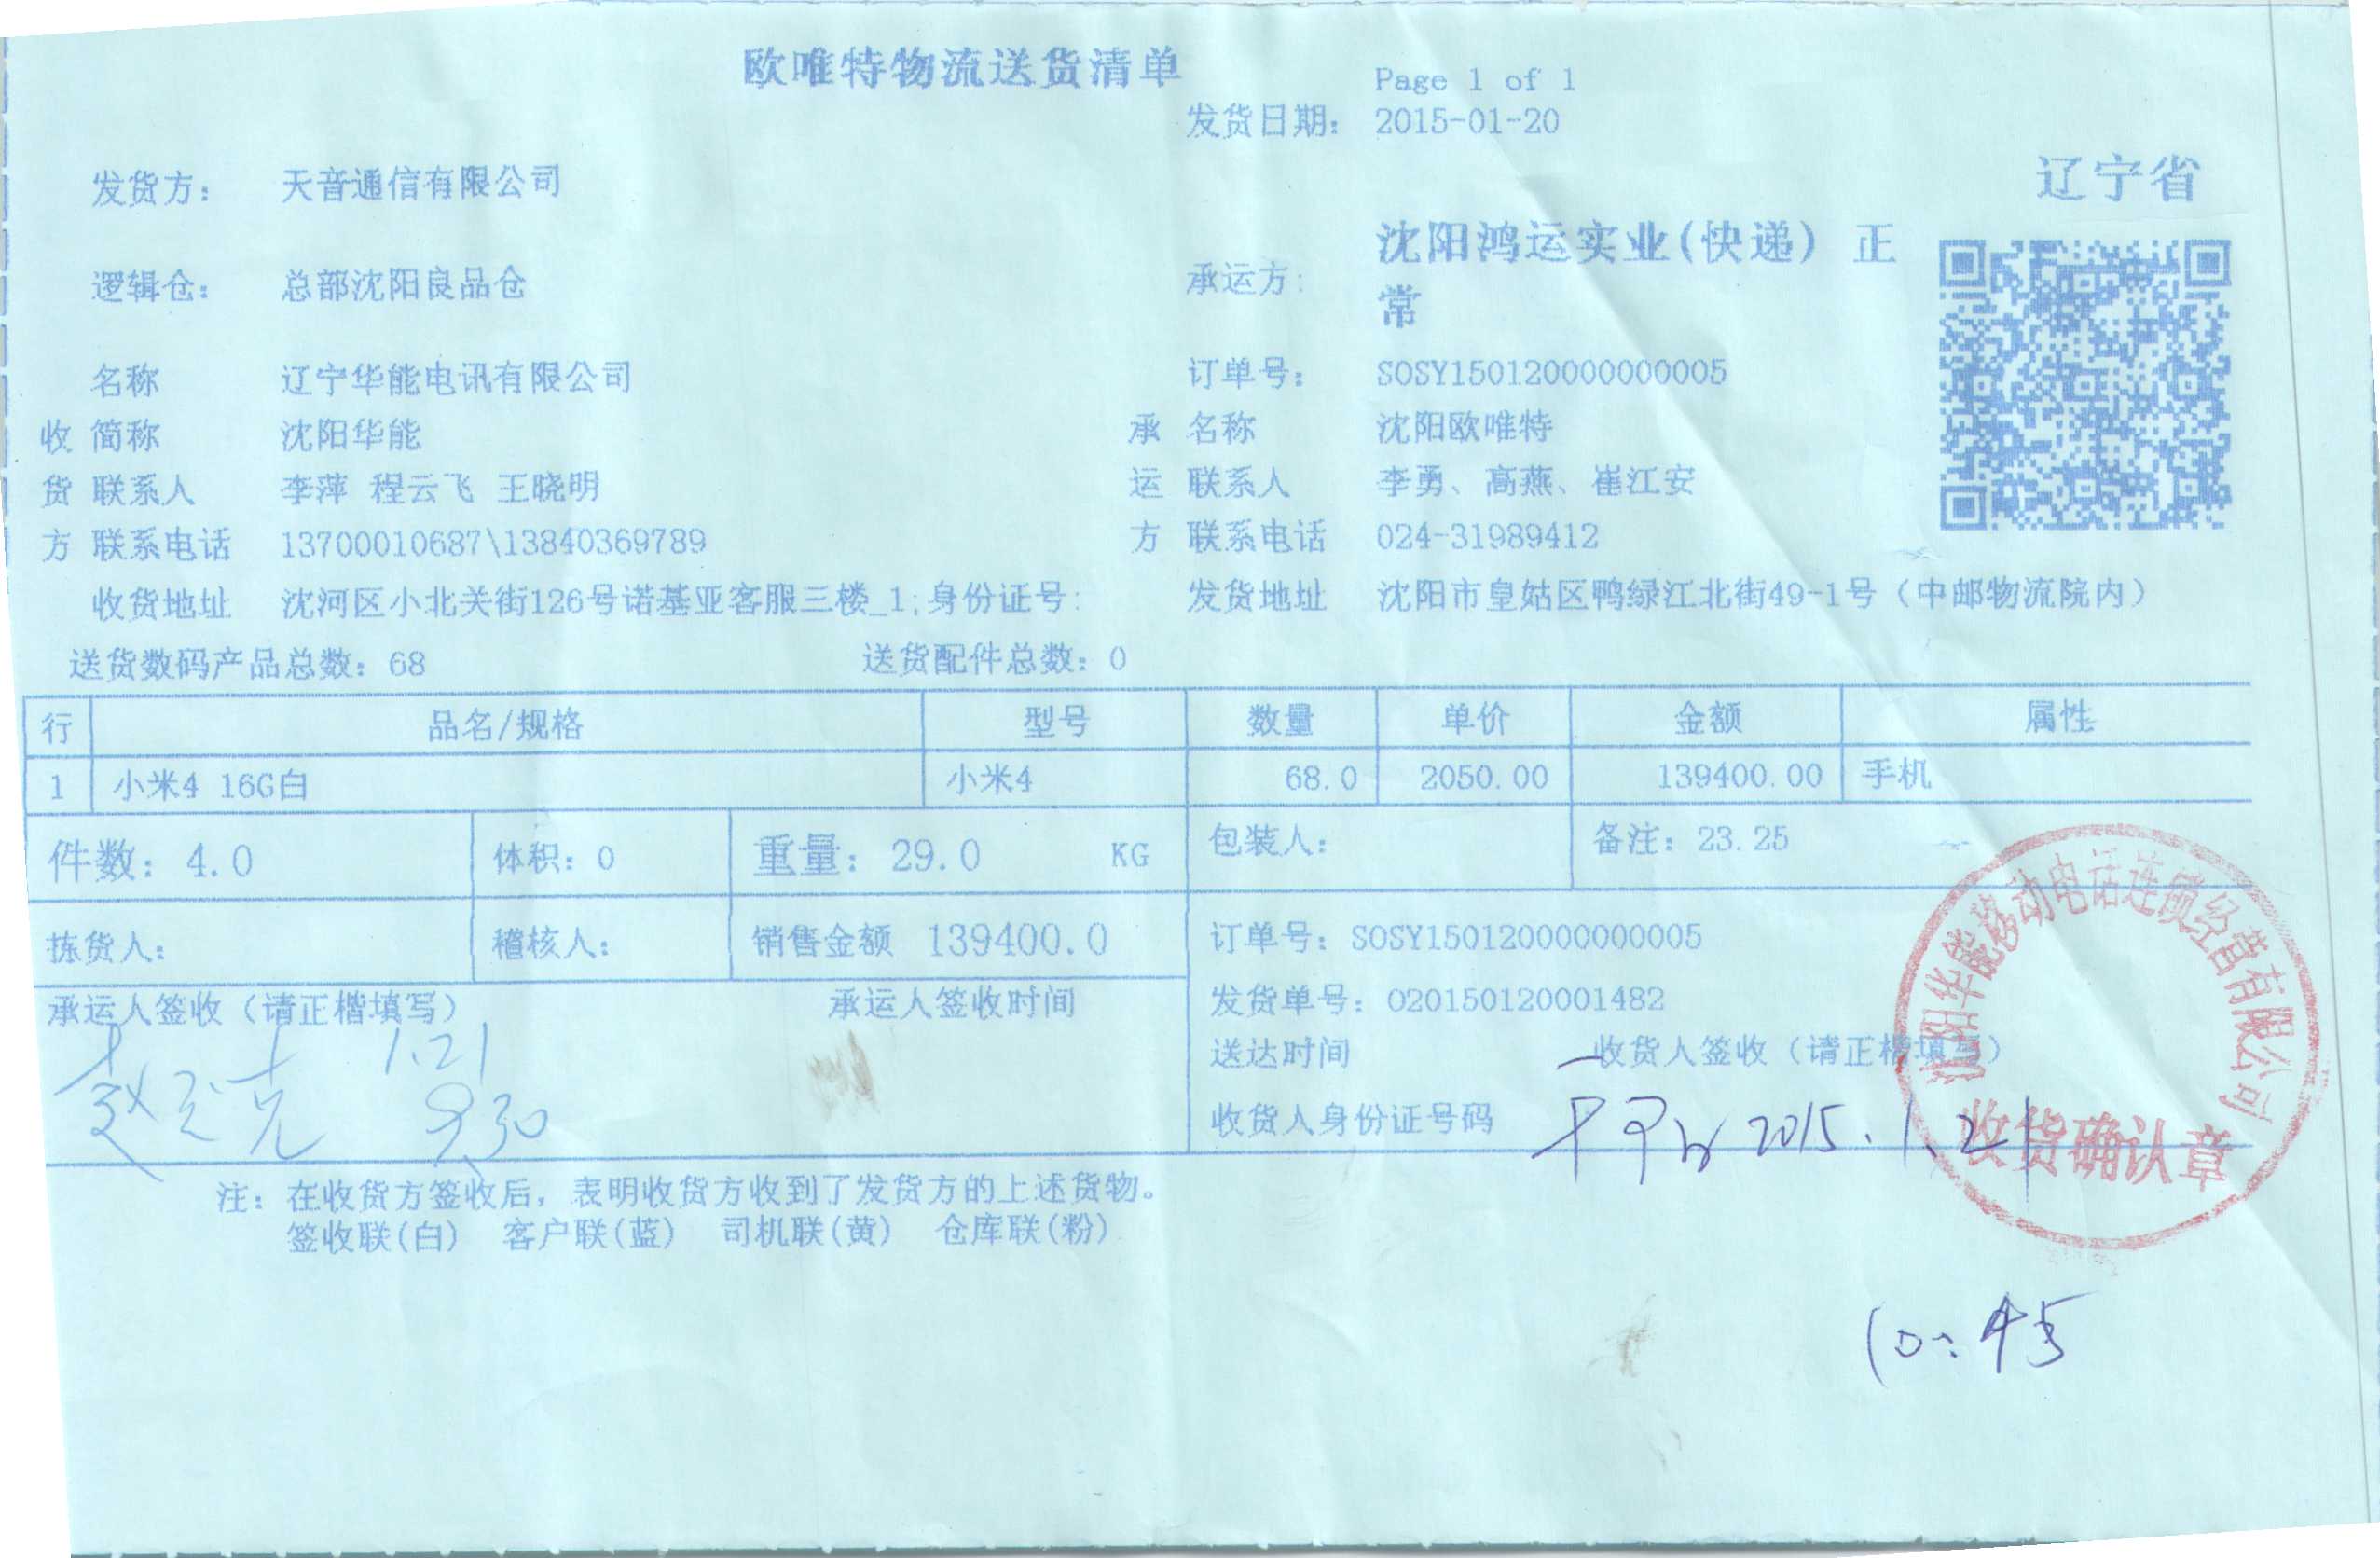 欧唯特物流送货清单
Page 1 of 1
发货日期: 2015-01-20
辽宁省
发货方: 天音通信有限公司
逻辑仓: 总部沈阳良品仓
承运方: 沈阳鸿运实业(快递) 正
常
名称 辽宁华能电讯有限公司 订单号: SOSY150120000000005
收 简称 沈阳华能 承 名称 沈阳欧唯特
货 联系人 李萍 程云飞 王晓明 运 联系人 李勇、高燕、崔江安
方 联系电话 13700010687\13840369789 方 联系电话 024-31989412
收货地址 沈河区小北关街126号诺基亚客服三楼_1;身份证号: 发货地址 沈阳市皇姑区鸭绿江北街49-1号（中邮物流院内）
送货数码产品总数: 68 送货配件总数: 0
行 品名/规格 型号 数量 单价 金额 属性
1 小米4 16G白 小米4 68.0 2050.00 139400.00 手机
件数: 4.0 体积: 0 重量: 29.0 KG 包装人: 备注: 23.25
拣货人: 稽核人: 销售金额 139400.0 订单号: SOSY150120000000005
承运人签收（请正楷填写） 承运人签收时间 发货单号: O20150120001482
1.21
9.30
送达时间 收货人签收（请正楷填写）
收货人身份证号码 2015.1.21
沈阳华能移动电话连锁经营有限公司
收货确认章
注: 在收货方签收后, 表明收货方收到了发货方的上述货物。
签收联(白) 客户联(蓝) 司机联(黄) 仓库联(粉)
10:45